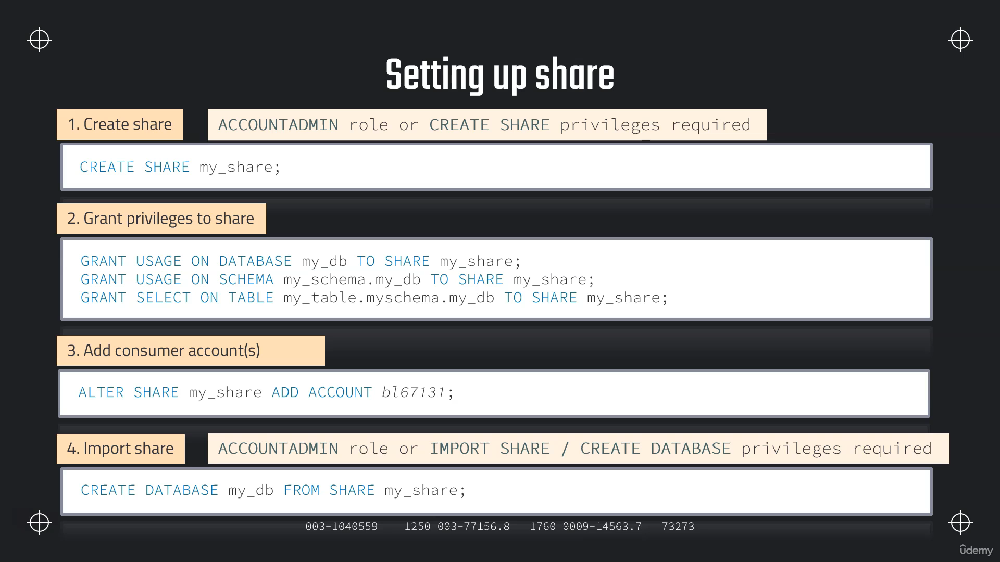 Setting up share
1. Create share
ACCOUNTADMIN role or CREATE SHARE privileges required
CREATE SHARE my_share;
2. Grant privileges to share
GRANT USAGE ON DATABASE my_db TO SHARE my_share;
GRANT USAGE ON SCHEMA my_schema.my_db TO SHARE my_share;
GRANT SELECT ON TABLE my_table.myschema.my_db TO SHARE my_share;
3. Add consumer account(s)
ALTER SHARE my_share ADD ACCOUNT bl67131;
4. Import share
ACCOUNTADMIN role or IMPORT SHARE / CREATE DATABASE privileges required
CREATE DATABASE my_db FROM SHARE my_share;
003-1040559 1250 003-77156.8 1760 0009-14563.7 73273
ûdemy